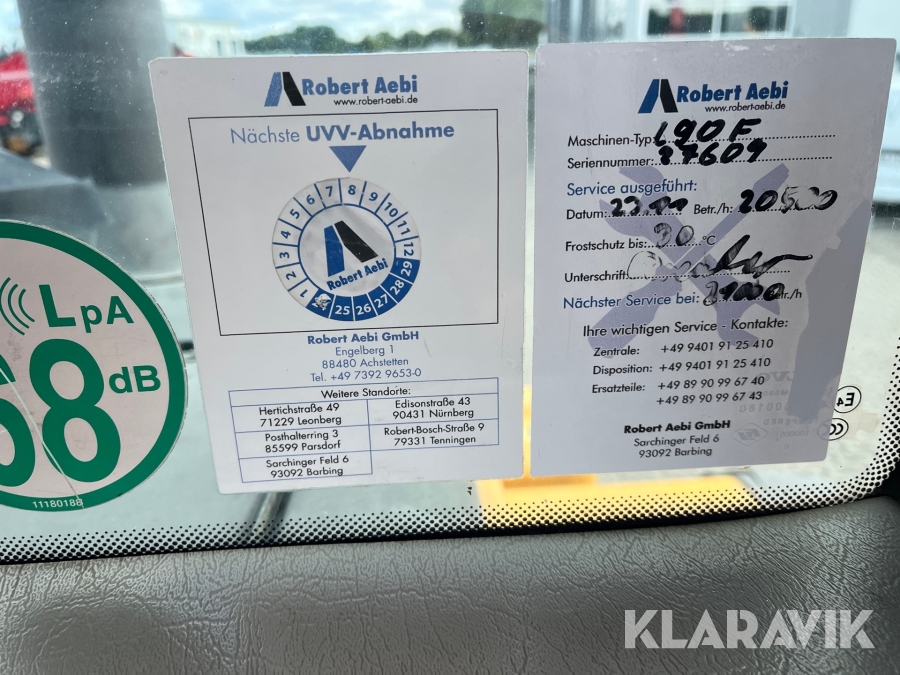 Robert Aebi
www.robert-aebi.de
Nächste UVV-Abnahme
1 2 3 4 5 6 7 8 9 10 11 12
25 26 27 28 29
Robert Aebi
Robert Aebi GmbH
Engelberg 1
88480 Achstetten
Tel. +49 7392 9653-0
Weitere Standorte:
Hertichstraße 49
71229 Leonberg
Edisonstraße 43
90431 Nürnberg
Posthalterring 3
85599 Parsdorf
Robert-Bosch-Straße 9
79331 Tenningen
Sarchinger Feld 6
93092 Barbing
Robert Aebi
www.robert-aebi.de
Maschinen-Typ: L90F
Seriennummer: 27609
Service ausgeführt:
Datum: Betr./h: 20500
Frostschutz bis: °C
Unterschrift:
Nächster Service bei: 21000 Betr./h
Ihre wichtigen Service - Kontakte:
Zentrale: +49 9401 91 25 410
Disposition: +49 9401 91 25 410
Ersatzteile: +49 89 90 99 67 40
+49 89 90 99 67 43
Robert Aebi GmbH
Sarchinger Feld 6
93092 Barbing
LpA
68 dB
11180188
E4
KLARAVIK